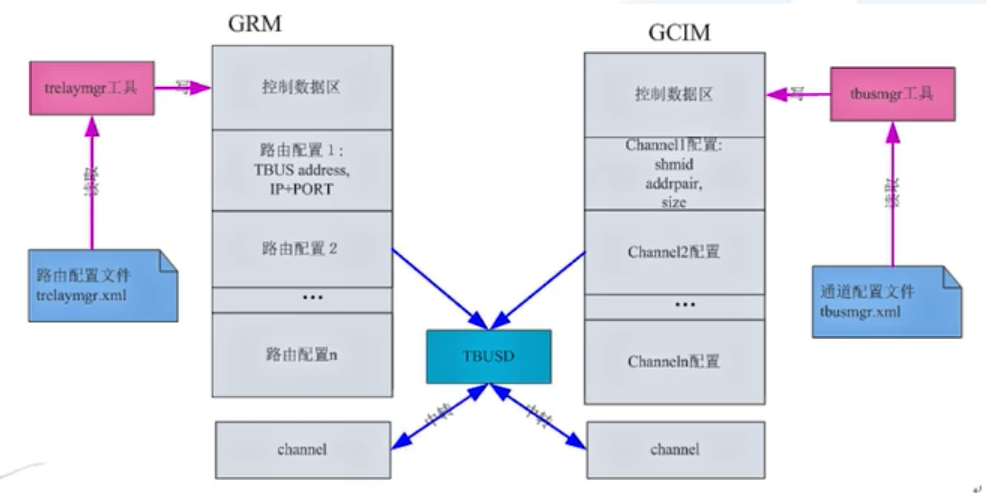 GRM
GCIM
trelaymgr工具
写
控制数据区
控制数据区
写
tbusmgr工具
路由配置1:
TBUS address,
IP+PORT
Channel1配置:
shmid
addrpair,
size
读取
读取
路由配置2
Channel2配置
路由配置文件
trelaymgr.xml
通道配置文件
tbusmgr.xml
...
...
路由配置n
TBUSD
Channeln配置
中转
中转
channel
channel